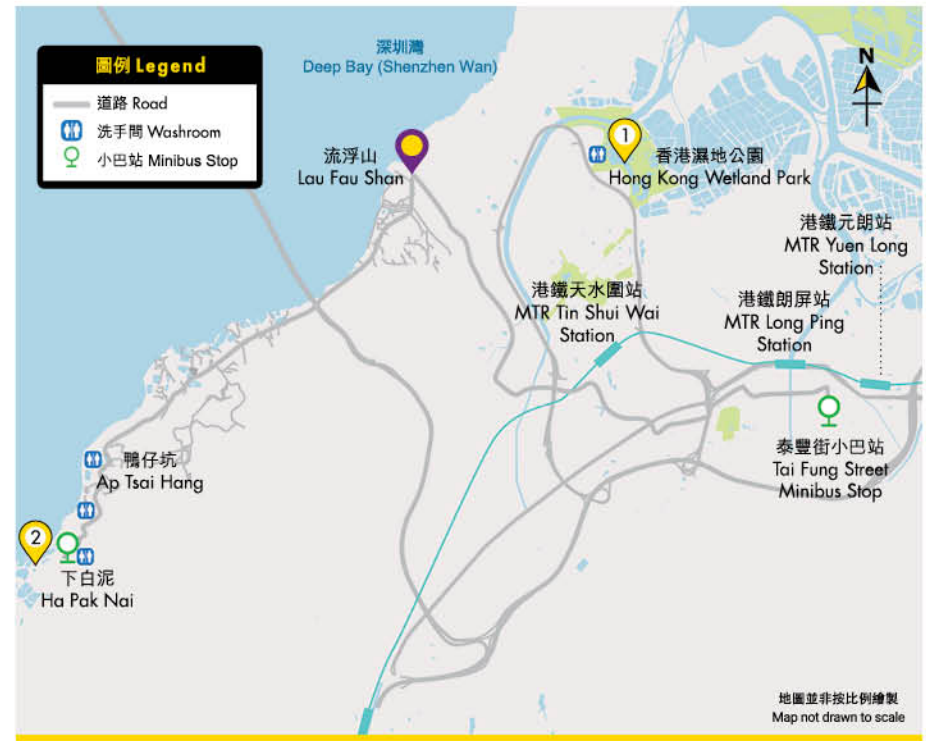 圖例 Legend
道路 Road
洗手間 Washroom
小巴站 Minibus Stop
深圳灣
Deep Bay (Shenzhen Wan)
N
流浮山
Lau Fau Shan
1
香港濕地公園
Hong Kong Wetland Park
港鐵元朗站
MTR Yuen Long
Station
港鐵天水圍站
MTR Tin Shui Wai
Station
港鐵朗屏站
MTR Long Ping
Station
泰豐街小巴站
Tai Fung Street
Minibus Stop
鴨仔坑
Ap Tsai Hang
2
下白泥
Ha Pak Nai
地圖並非按比例繪製
Map not drawn to scale